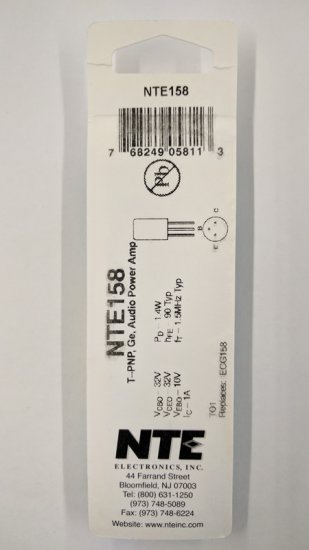 NTE158
7 68249 05811 3
Pb
NTE158
T–PNP, Ge, Audio Power Amp
VCBO – 32V PD – 1.4W
VCEO 32V hFE – 90 Typ
VEBO – 10V fT – 1.5MHz Typ
IC – 1A
TO1
Replaces: ECG158
C
B
E
NTE
ELECTRONICS, INC.
44 Farrand Street
Bloomfield, NJ 07003
Tel: (800) 631-1250
(973) 748-5089
Fax: (973) 748-6224
Website: www.nteinc.com